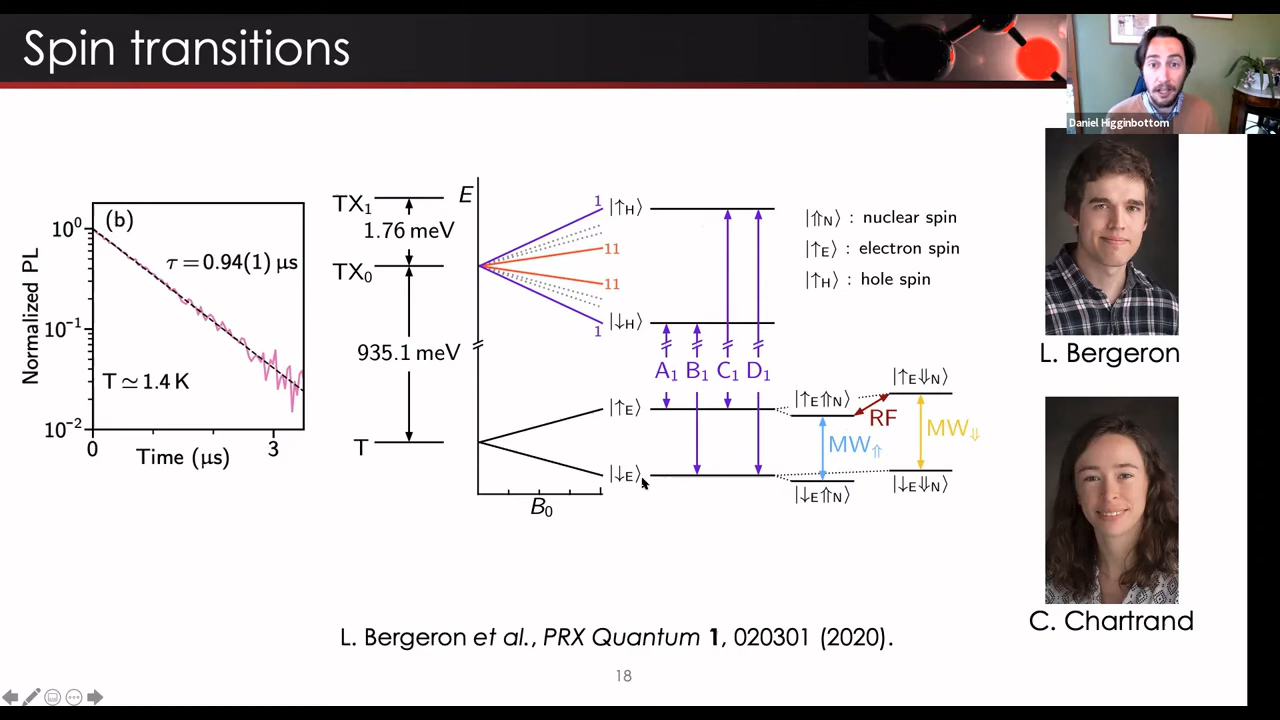 Spin transitions
Daniel Higginbottom
(b)
τ = 0.94(1) μs
T ≃ 1.4 K
Normalized PL
10⁰
10⁻¹
10⁻²
0
3
Time (μs)
TX₁
1.76 meV
TX₀
935.1 meV
T
E
1
11
11
1
B₀
|↑H⟩
|↓H⟩
|↑E⟩
|↓E⟩
A₁ B₁ C₁ D₁
|⇑N⟩ : nuclear spin
|↑E⟩ : electron spin
|↑H⟩ : hole spin
|↑E⇑N⟩
|↑E⇓N⟩
RF
MW⇑
MW⇓
|↓E⇑N⟩
|↓E⇓N⟩
L. Bergeron
C. Chartrand
L. Bergeron et al., PRX Quantum 1, 020301 (2020).
18